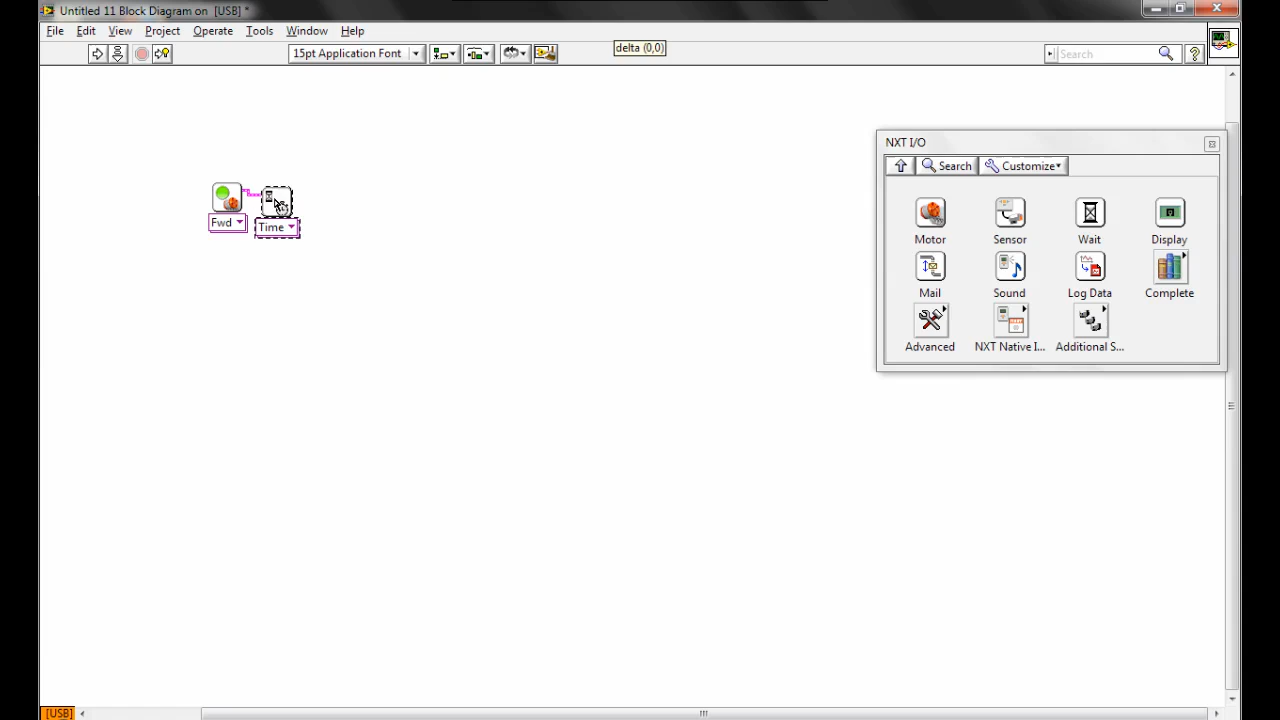 Untitled 11 Block Diagram on [USB] *
File Edit View Project Operate Tools Window Help
15pt Application Font
delta (0,0)
Search
?
NXT I/O
Search Customize
Fwd
Time
Motor Sensor Wait Display
Mail Sound Log Data Complete
Advanced NXT Native I... Additional S...
[USB]